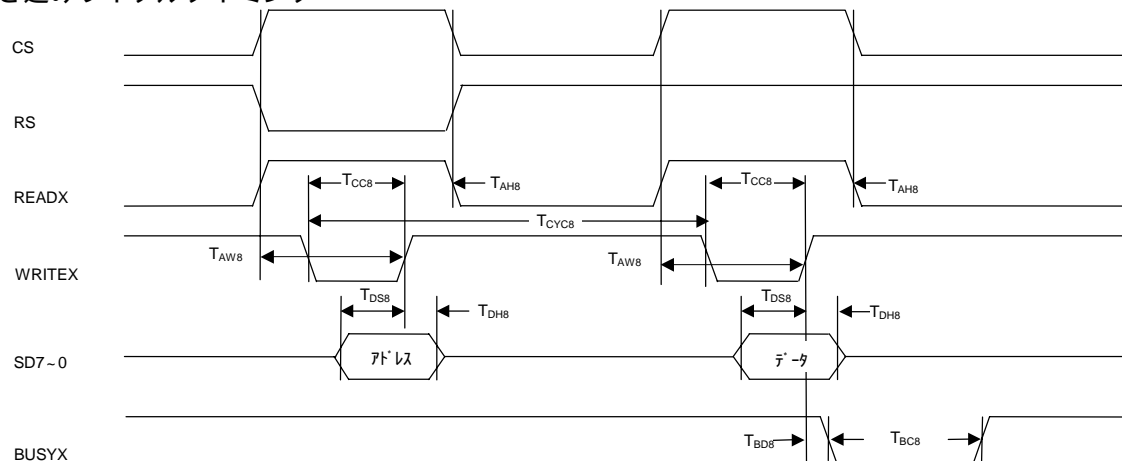 CS
RS
READX
TCC8 TAH8 TCC8 TAH8
TCYC8
TAW8 TAW8
WRITEX
TDS8 TDH8 TDS8 TDH8
SD7~0 ｱﾄﾞﾚｽ ﾃﾞｰﾀ
TBD8 TBC8
BUSYX